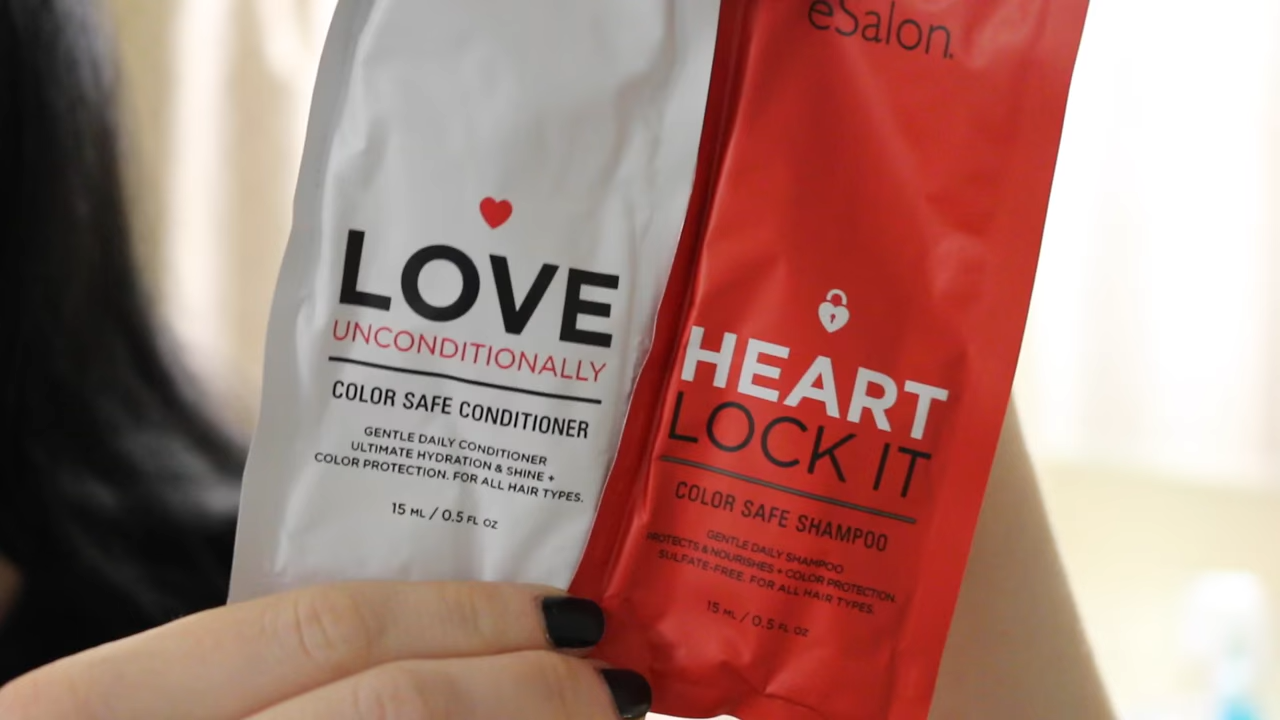 LOVE
UNCONDITIONALLY
COLOR SAFE CONDITIONER
GENTLE DAILY CONDITIONER
ULTIMATE HYDRATION & SHINE +
COLOR PROTECTION. FOR ALL HAIR TYPES.
15 ML / 0.5 FL OZ
eSalon.
HEART
LOCK IT
COLOR SAFE SHAMPOO
GENTLE DAILY SHAMPOO
PROTECTS & NOURISHES + COLOR PROTECTION.
SULFATE-FREE. FOR ALL HAIR TYPES.
15 ML / 0.5 FL OZ